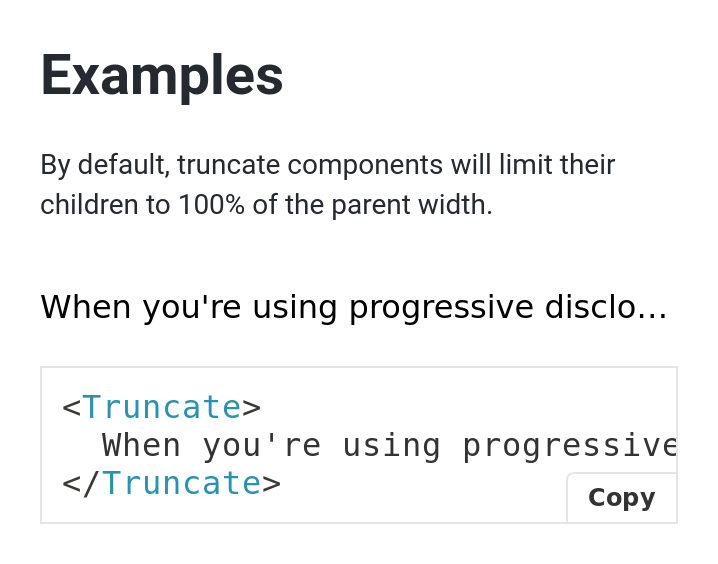 Examples
By default, truncate components will limit their
children to 100% of the parent width.
When you're using progressive disclo…
<Truncate>
  When you're using progressive
</Truncate>
Copy